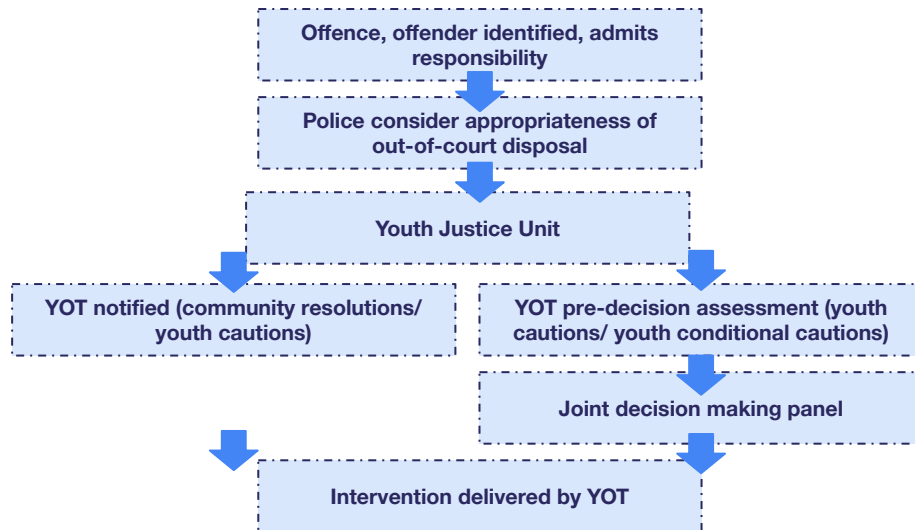 Offence, offender identified, admits
responsibility
Police consider appropriateness of
out-of-court disposal
Youth Justice Unit
YOT notified (community resolutions/
youth cautions)
YOT pre-decision assessment (youth
cautions/ youth conditional cautions)
Joint decision making panel
Intervention delivered by YOT